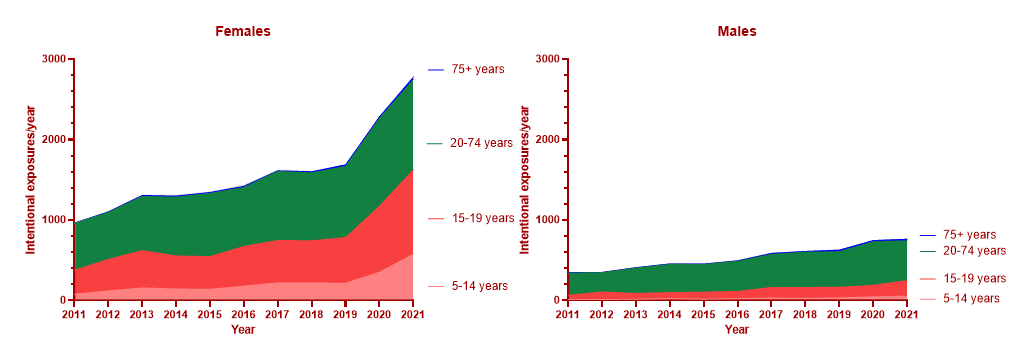 Females
Intentional exposures/year
3000
2000
1000
0
2011 2012 2013 2014 2015 2016 2017 2018 2019 2020 2021
Year
75+ years
20-74 years
15-19 years
5-14 years
Males
Intentional exposures/year
3000
2000
1000
0
2011 2012 2013 2014 2015 2016 2017 2018 2019 2020 2021
Year
75+ years
20-74 years
15-19 years
5-14 years